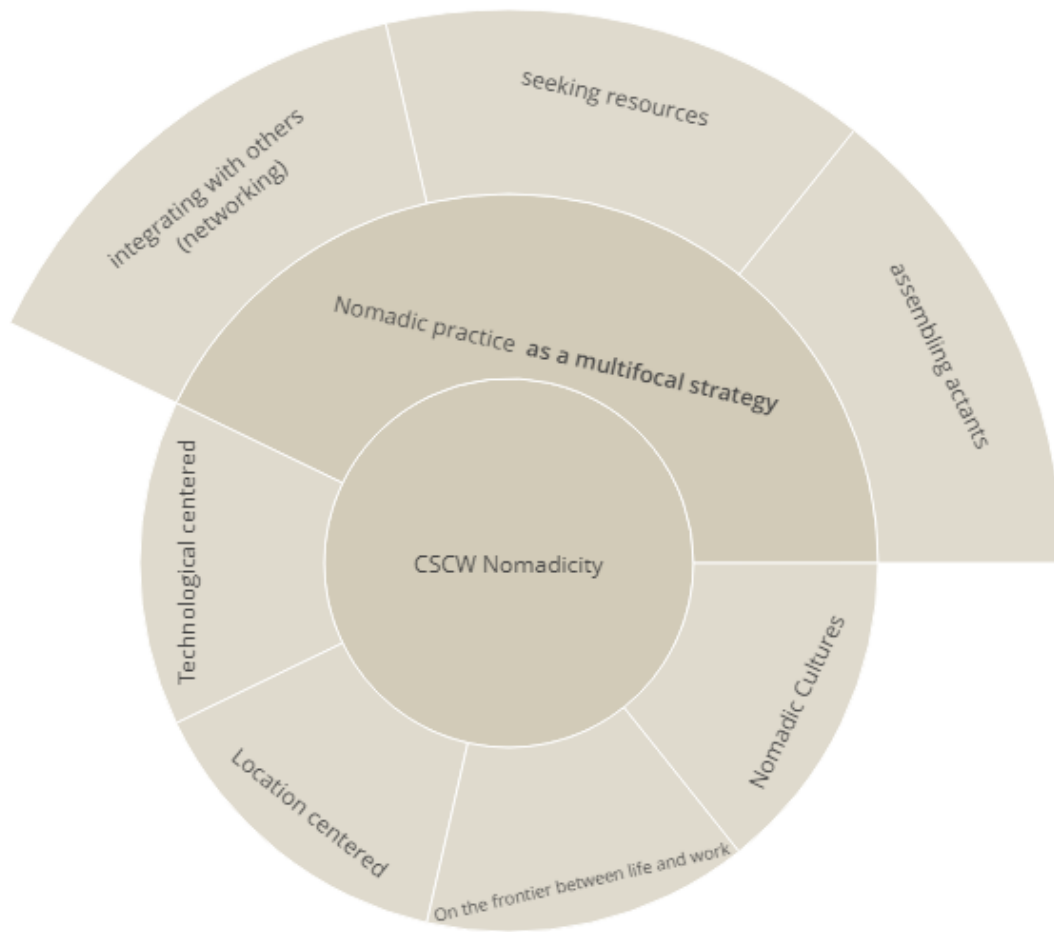 seeking resources
integrating with others
(networking)
assembling actants
Nomadic practice as a multifocal strategy
Technological centered
CSCW Nomadicity
Nomadic Cultures
Location centered
On the frontier between life and work